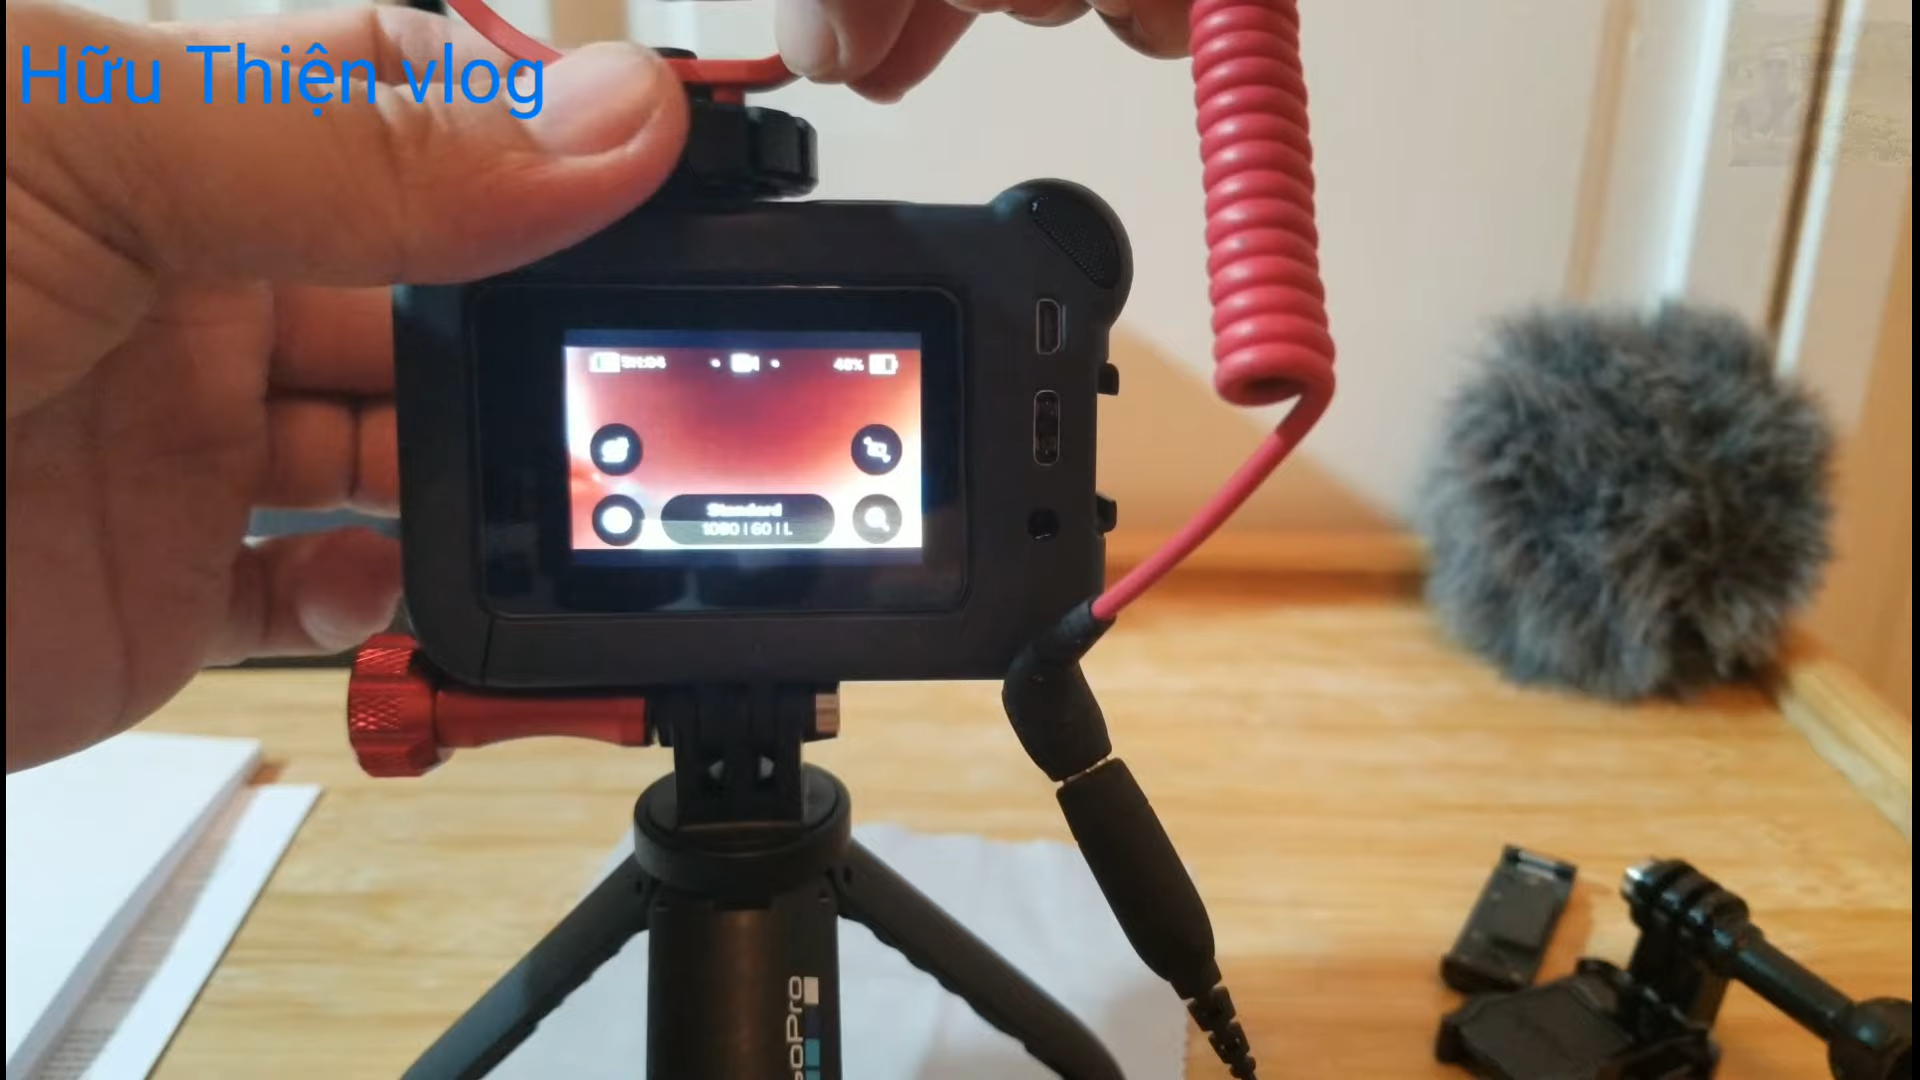 Hữu Thiện vlog
48%
Standard
1080 | 60 | L
GoPro